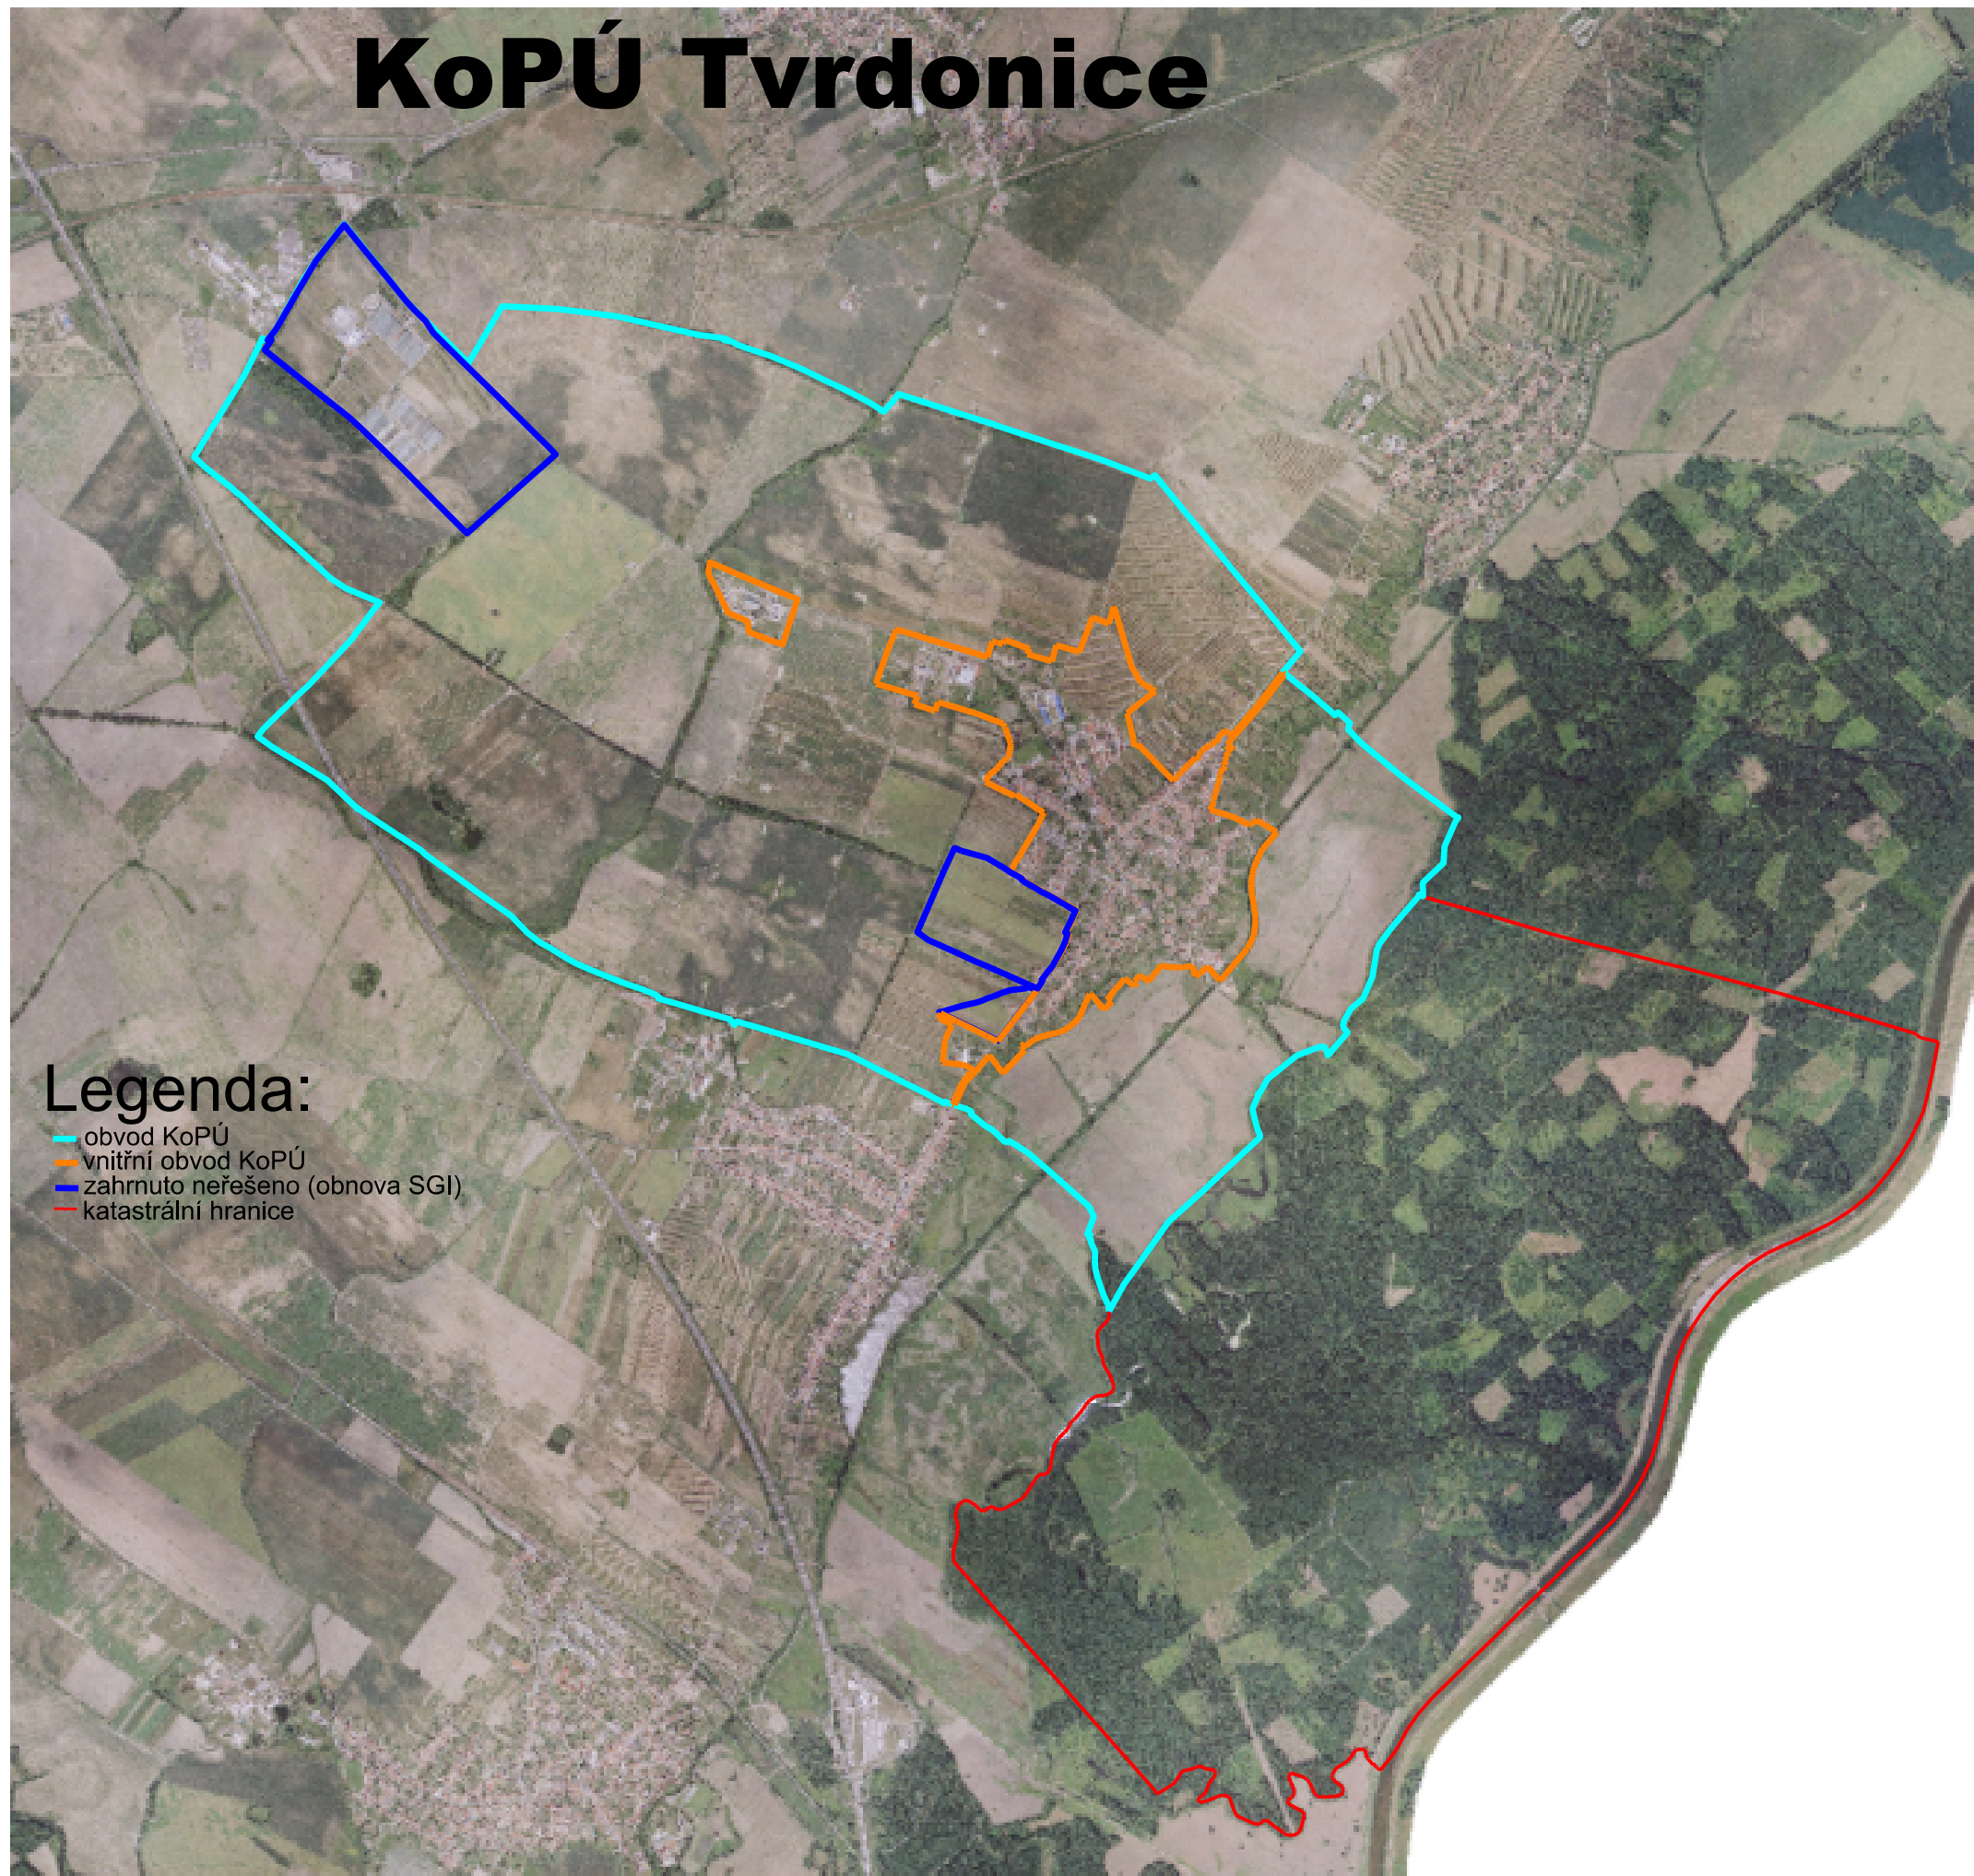 KoPÚ Tvrdonice
Legenda:
obvod KoPÚ
vnitřní obvod KoPÚ
zahrnuto neřešeno (obnova SGI)
katastrální hranice